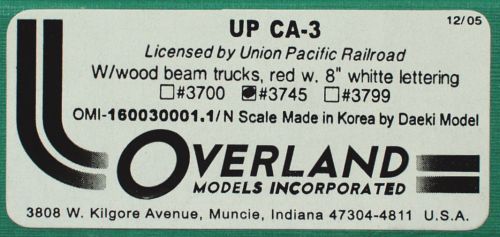 UP CA-3
12/05
Licensed by Union Pacific Railroad
W/wood beam trucks, red w. 8" whitte lettering
#3700 #3745 #3799
OMI-160030001.1/N Scale Made in Korea by Daeki Model
OVERLAND
MODELS INCORPORATED
3808 W. Kilgore Avenue, Muncie, Indiana 47304-4811 U.S.A.